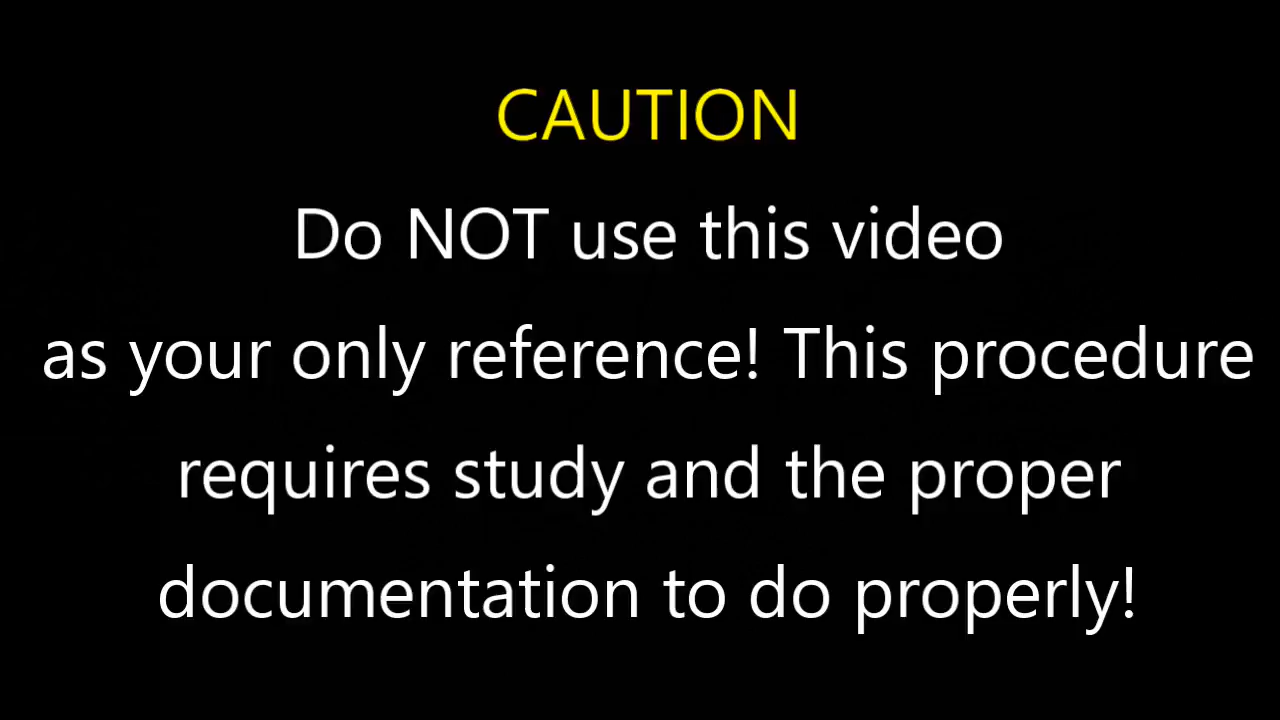 CAUTION
Do NOT use this video
as your only reference! This procedure
requires study and the proper
documentation to do properly!